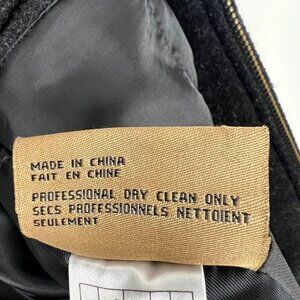 MADE IN CHINA
FAIT EN CHINE
PROFESSIONAL DRY CLEAN ONLY
SECS PROFESSIONNELS NETTOIENT
SEULEMENT